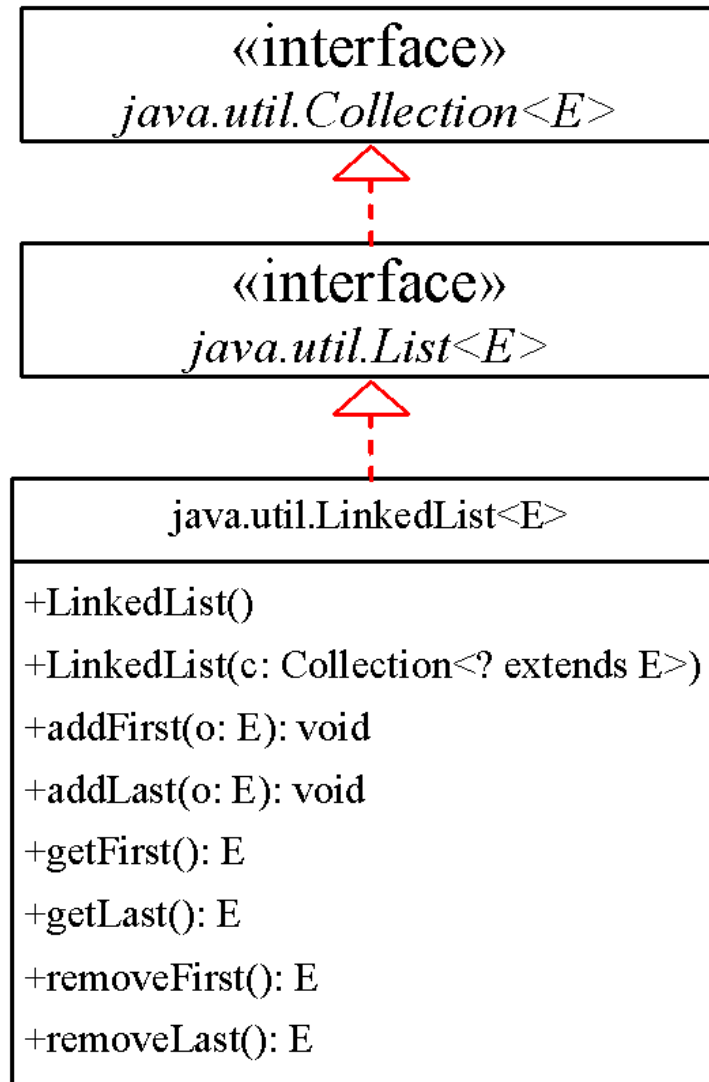 «interface»
java.util.Collection<E>
«interface»
java.util.List<E>
java.util.LinkedList<E>
+LinkedList()
+LinkedList(c: Collection<? extends E>)
+addFirst(o: E): void
+addLast(o: E): void
+getFirst(): E
+getLast(): E
+removeFirst(): E
+removeLast(): E